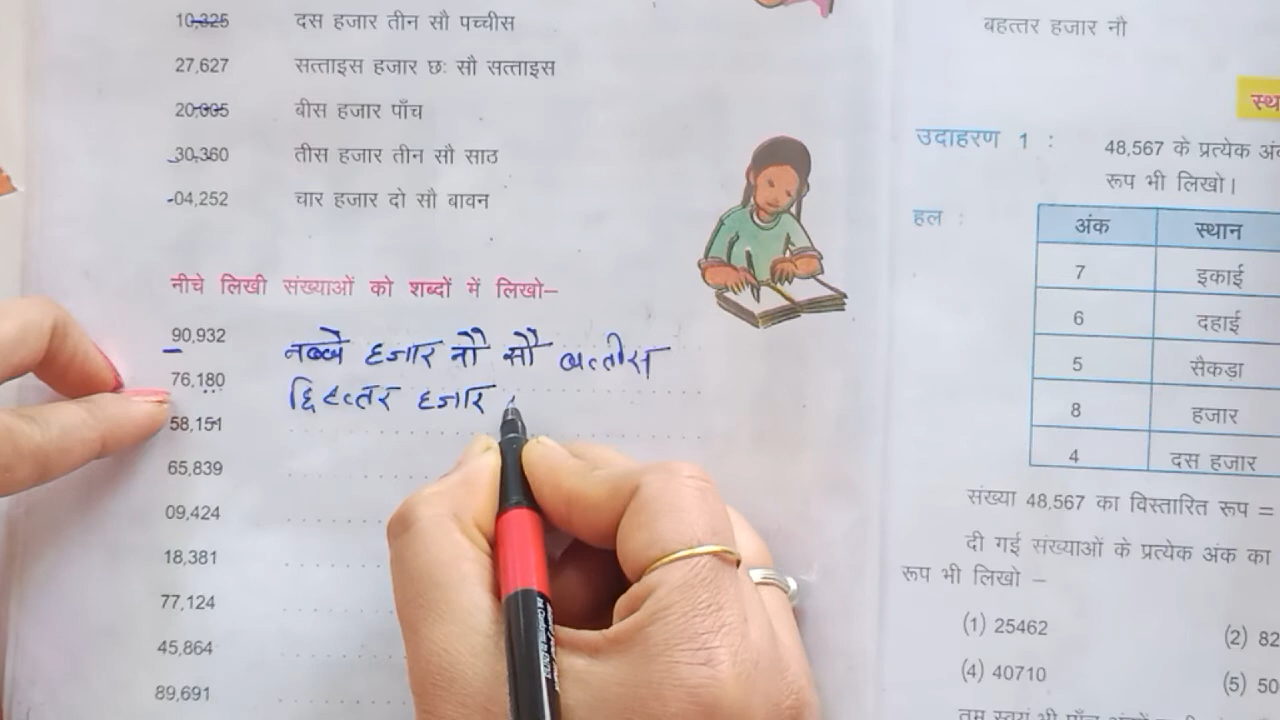 10,325 दस हजार तीन सौ पच्चीस
27,627 सत्ताइस हजार छः सौ सत्ताइस
20,005 बीस हजार पाँच
30,360 तीस हजार तीन सौ साठ
04,252 चार हजार दो सौ बावन
नीचे लिखी संख्याओं को शब्दों में लिखो–
90,932 नब्बे हजार नौ सौ बत्तीस
76,180 छिहत्तर हजार
58,151
65,839
09,424
18,381
77,124
45,864
89,691
बहत्तर हजार नौ
स्थ
उदाहरण 1 : 48,567 के प्रत्येक अं
रूप भी लिखो।
हल :
अंक स्थान
7 इकाई
6 दहाई
5 सैकड़ा
8 हजार
4 दस हजार
संख्या 48,567 का विस्तारित रूप =
दी गई संख्याओं के प्रत्येक अंक का
रूप भी लिखो –
(1) 25462 (2) 82
(4) 40710 (5) 50